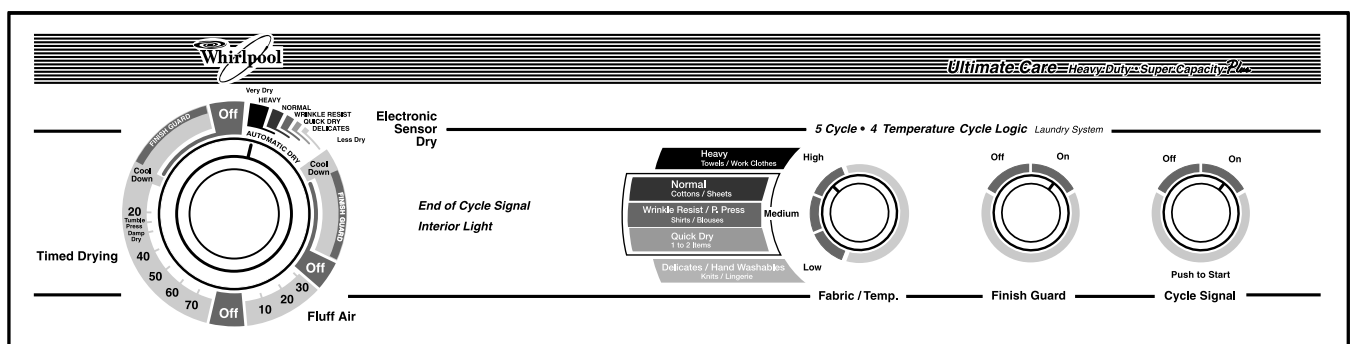 Whirlpool
Ultimate Care Heavy Duty • Super Capacity Plus
Off
Very Dry
HEAVY
NORMAL
WRINKLE RESIST
QUICK DRY
DELICATES
Less Dry
AUTOMATIC DRY
Cool
Down
FINISH GUARD
Off
30
20
10
Fluff Air
Off
70
60
50
40
Damp
Dry
Tumble
Press
20
Cool
Down
FINISH GUARD
Timed Drying
Electronic
Sensor
Dry
End of Cycle Signal
Interior Light
5 Cycle • 4 Temperature Cycle Logic Laundry System
Heavy
Towels / Work Clothes
Normal
Cottons / Sheets
Wrinkle Resist / P. Press
Shirts / Blouses
Quick Dry
1 to 2 Items
Delicates / Hand Washables
Knits / Lingerie
High
Medium
Low
Fabric / Temp.
Off On
Finish Guard
Off On
Push to Start
Cycle Signal